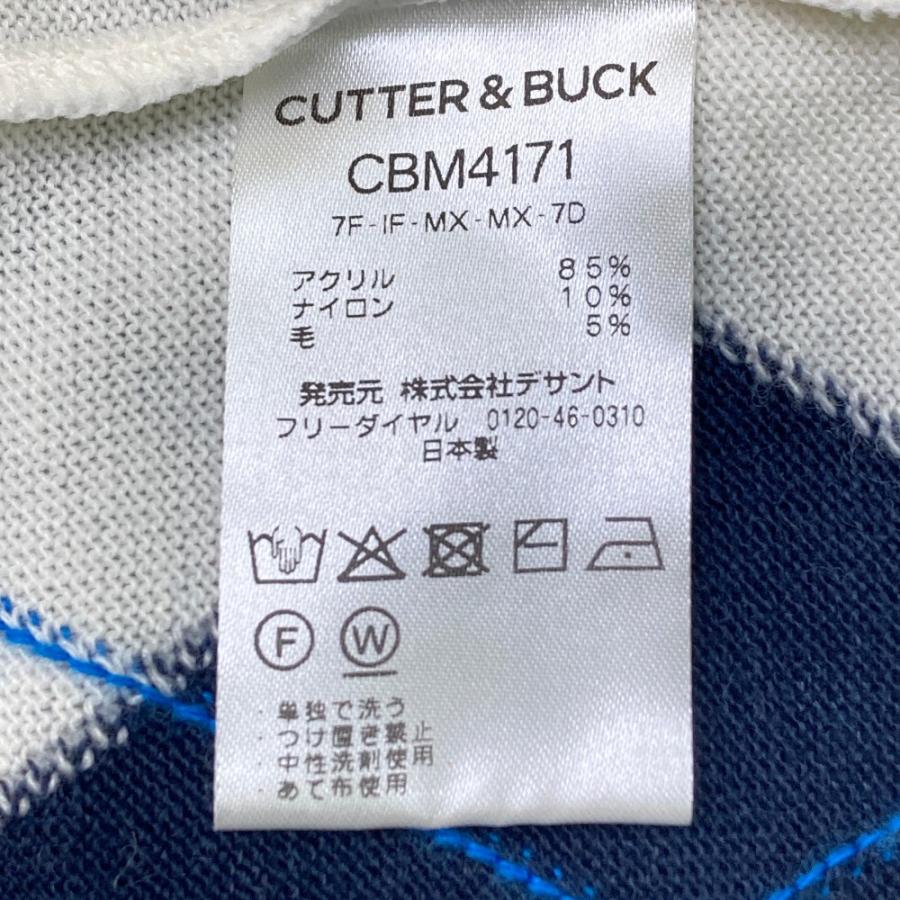 CUTTER & BUCK
CBM4171
7F-IF-MX-MX-7D
アクリル 85%
ナイロン 10%
毛 5%
発売元 株式会社デサント
フリーダイヤル 0120-46-0310
日本製
F W
・単独で洗う
・つけ置き禁止
・中性洗剤使用
・あて布使用